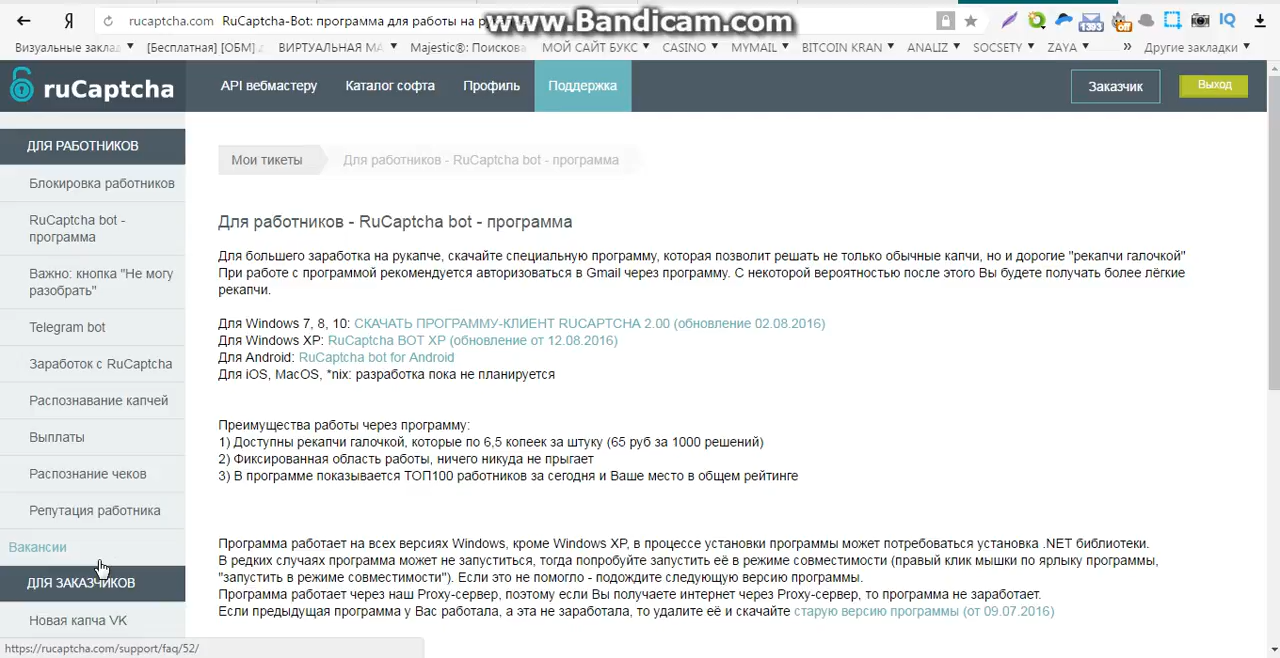 rucaptcha.com RuCaptcha-Bot: программа для работы на
www.Bandicam.com
1393
off
IQ
Визуальные заклад
[Бесплатная] [ОБМ]
ВИРТУАЛЬНАЯ МА
Majestic®: Поискова
МОЙ САЙТ БУКС
CASINO
MYMAIL
BITCOIN KRAN
ANALIZ
SOCSETY
ZAYA
»
Другие закладки
ruCaptcha
API вебмастеру
Каталог софта
Профиль
Поддержка
Заказчик
Выход
ДЛЯ РАБОТНИКОВ
Блокировка работников
RuCaptcha bot -
программа
Важно: кнопка "Не могу
разобрать"
Telegram bot
Заработок с RuCaptcha
Распознавание капчей
Выплаты
Распознание чеков
Репутация работника
Вакансии
ДЛЯ ЗАКАЗЧИКОВ
Новая капча VK
https://rucaptcha.com/support/faq/52/
Мои тикеты
Для работников - RuCaptcha bot - программа
Для работников - RuCaptcha bot - программа
Для большего заработка на рукапче, скачайте специальную программу, которая позволит решать не только обычные капчи, но и дорогие "рекапчи галочкой"
При работе с программой рекомендуется авторизоваться в Gmail через программу. С некоторой вероятностью после этого Вы будете получать более лёгкие
рекапчи.
Для Windows 7, 8, 10: СКАЧАТЬ ПРОГРАММУ-КЛИЕНТ RUCAPTCHA 2.00 (обновление 02.08.2016)
Для Windows XP: RuCaptcha BOT XP (обновление от 12.08.2016)
Для Android: RuCaptcha bot for Android
Для iOS, MacOS, *nix: разработка пока не планируется
Преимущества работы через программу:
1) Доступны рекапчи галочкой, которые по 6,5 копеек за штуку (65 руб за 1000 решений)
2) Фиксированная область работы, ничего никуда не прыгает
3) В программе показывается ТОП100 работников за сегодня и Ваше место в общем рейтинге
Программа работает на всех версиях Windows, кроме Windows XP, в процессе установки программы может потребоваться установка .NET библиотеки.
В редких случаях программа может не запуститься, тогда попробуйте запустить её в режиме совместимости (правый клик мышки по ярлыку программы,
"запустить в режиме совместимости"). Если это не помогло - подождите следующую версию программы.
Программа работает через наш Proxy-сервер, поэтому если Вы получаете интернет через Proxy-сервер, то программа не заработает.
Если предыдущая программа у Вас работала, а эта не заработала, то удалите её и скачайте старую версию программы (от 09.07.2016)